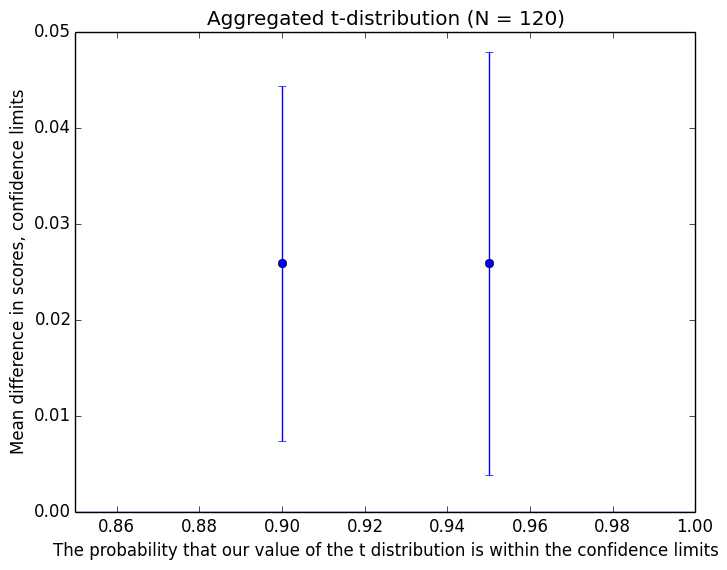 Aggregated t-distribution (N = 120)
Mean difference in scores, confidence limits
0.05
0.04
0.03
0.02
0.01
0.00
0.86 0.88 0.90 0.92 0.94 0.96 0.98 1.00
The probability that our value of the t distribution is within the confidence limits